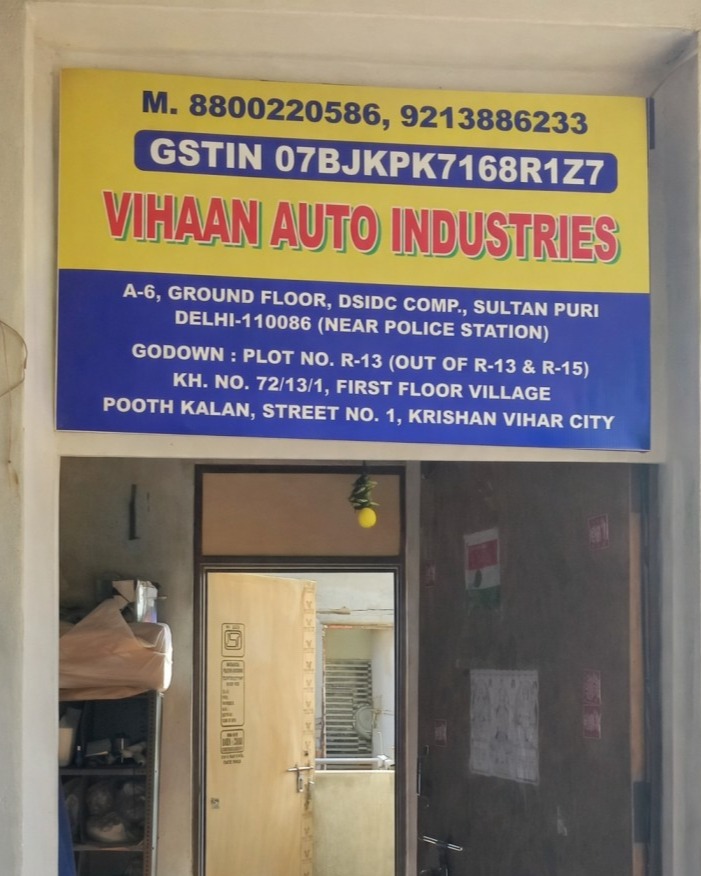 M. 8800220586, 9213886233
GSTIN 07BJKPK7168R1Z7
VIHAAN AUTO INDUSTRIES
A-6, GROUND FLOOR, DSIDC COMP., SULTAN PURI
DELHI-110086 (NEAR POLICE STATION)
GODOWN : PLOT NO. R-13 (OUT OF R-13 & R-15)
KH. NO. 72/13/1, FIRST FLOOR VILLAGE
POOTH KALAN, STREET NO. 1, KRISHAN VIHAR CITY